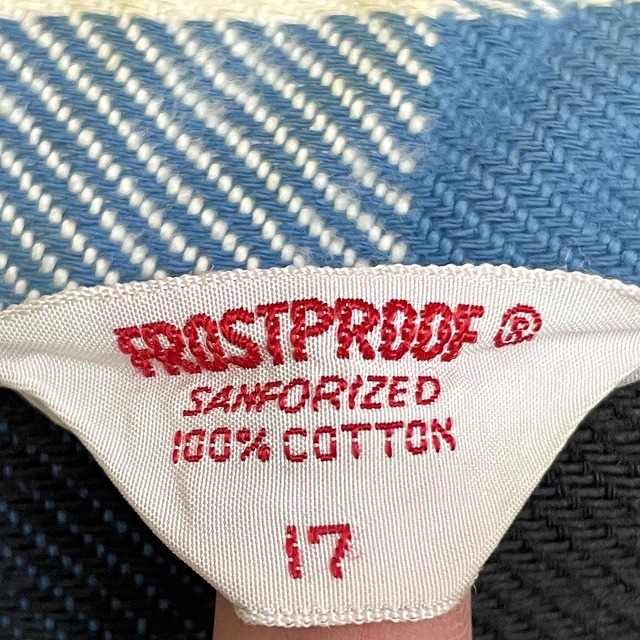 FROSTPROOF ®
SANFORIZED
100% COTTON
17